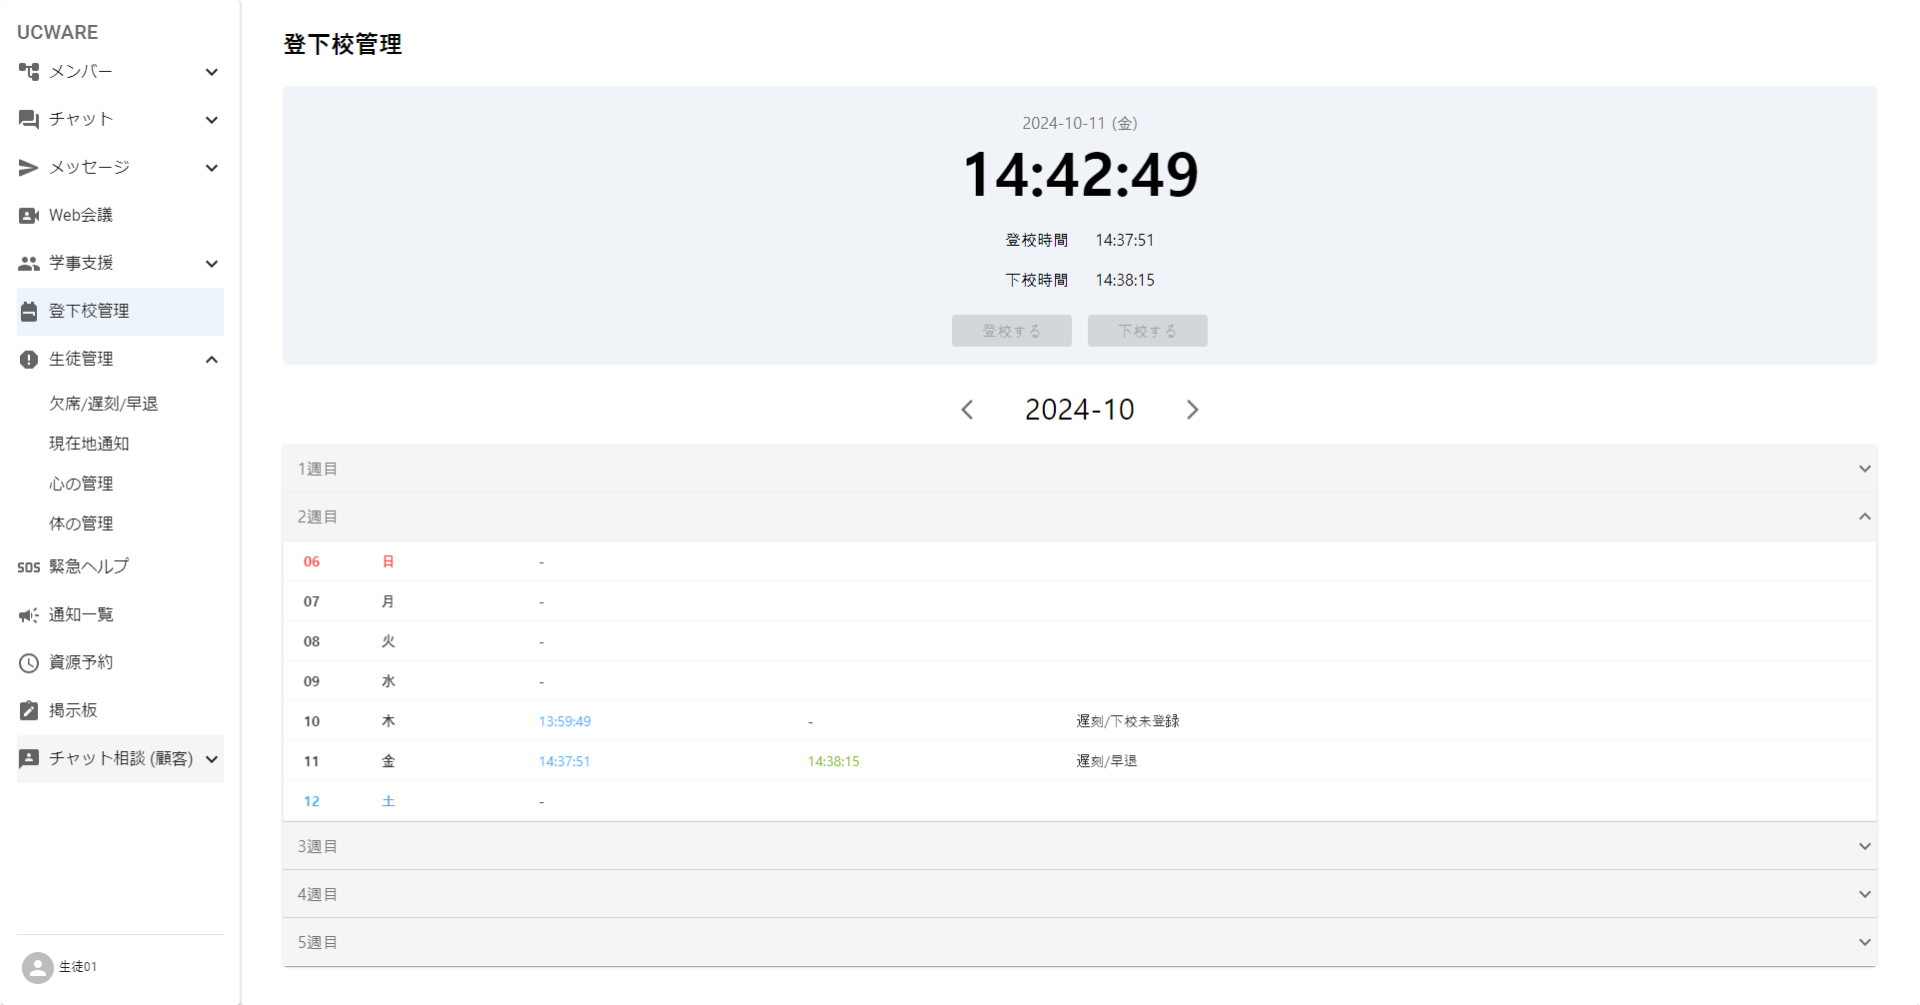 UCWARE
メンバー
チャット
メッセージ
Web会議
学事支援
登下校管理
生徒管理
欠席/遅刻/早退
現在地通知
心の管理
体の管理
SOS 緊急ヘルプ
通知一覧
資源予約
掲示板
チャット相談 (顧客)
生徒01
登下校管理
2024-10-11 (金)
14:42:49
登校時間 14:37:51
下校時間 14:38:15
登校する 下校する
2024-10
1週目
2週目
06 日 -
07 月 -
08 火 -
09 水 -
10 木 13:59:49 - 遅刻/下校未登録
11 金 14:37:51 14:38:15 遅刻/早退
12 土 -
3週目
4週目
5週目